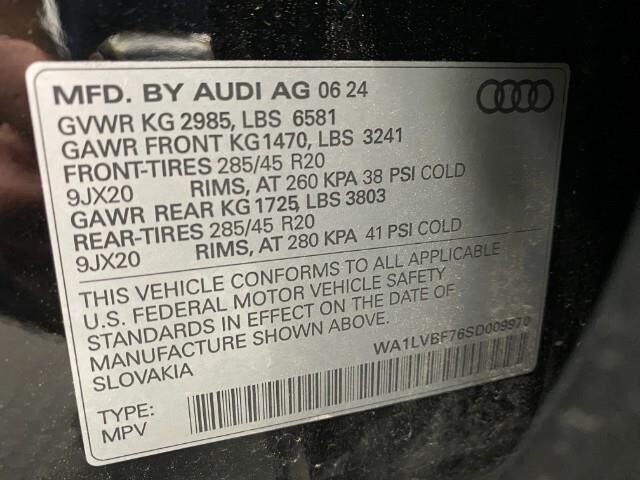 MFD. BY AUDI AG 06 24
GVWR KG 2985, LBS 6581
GAWR FRONT KG1470, LBS 3241
FRONT-TIRES 285/45 R20
9JX20 RIMS, AT 260 KPA 38 PSI COLD
GAWR REAR KG 1725, LBS 3803
REAR-TIRES 285/45 R20
9JX20 RIMS, AT 280 KPA 41 PSI COLD
THIS VEHICLE CONFORMS TO ALL APPLICABLE
U.S. FEDERAL MOTOR VEHICLE SAFETY
STANDARDS IN EFFECT ON THE DATE OF
MANUFACTURE SHOWN ABOVE.
SLOVAKIA
WA1LVBF76SD009970
TYPE:
MPV